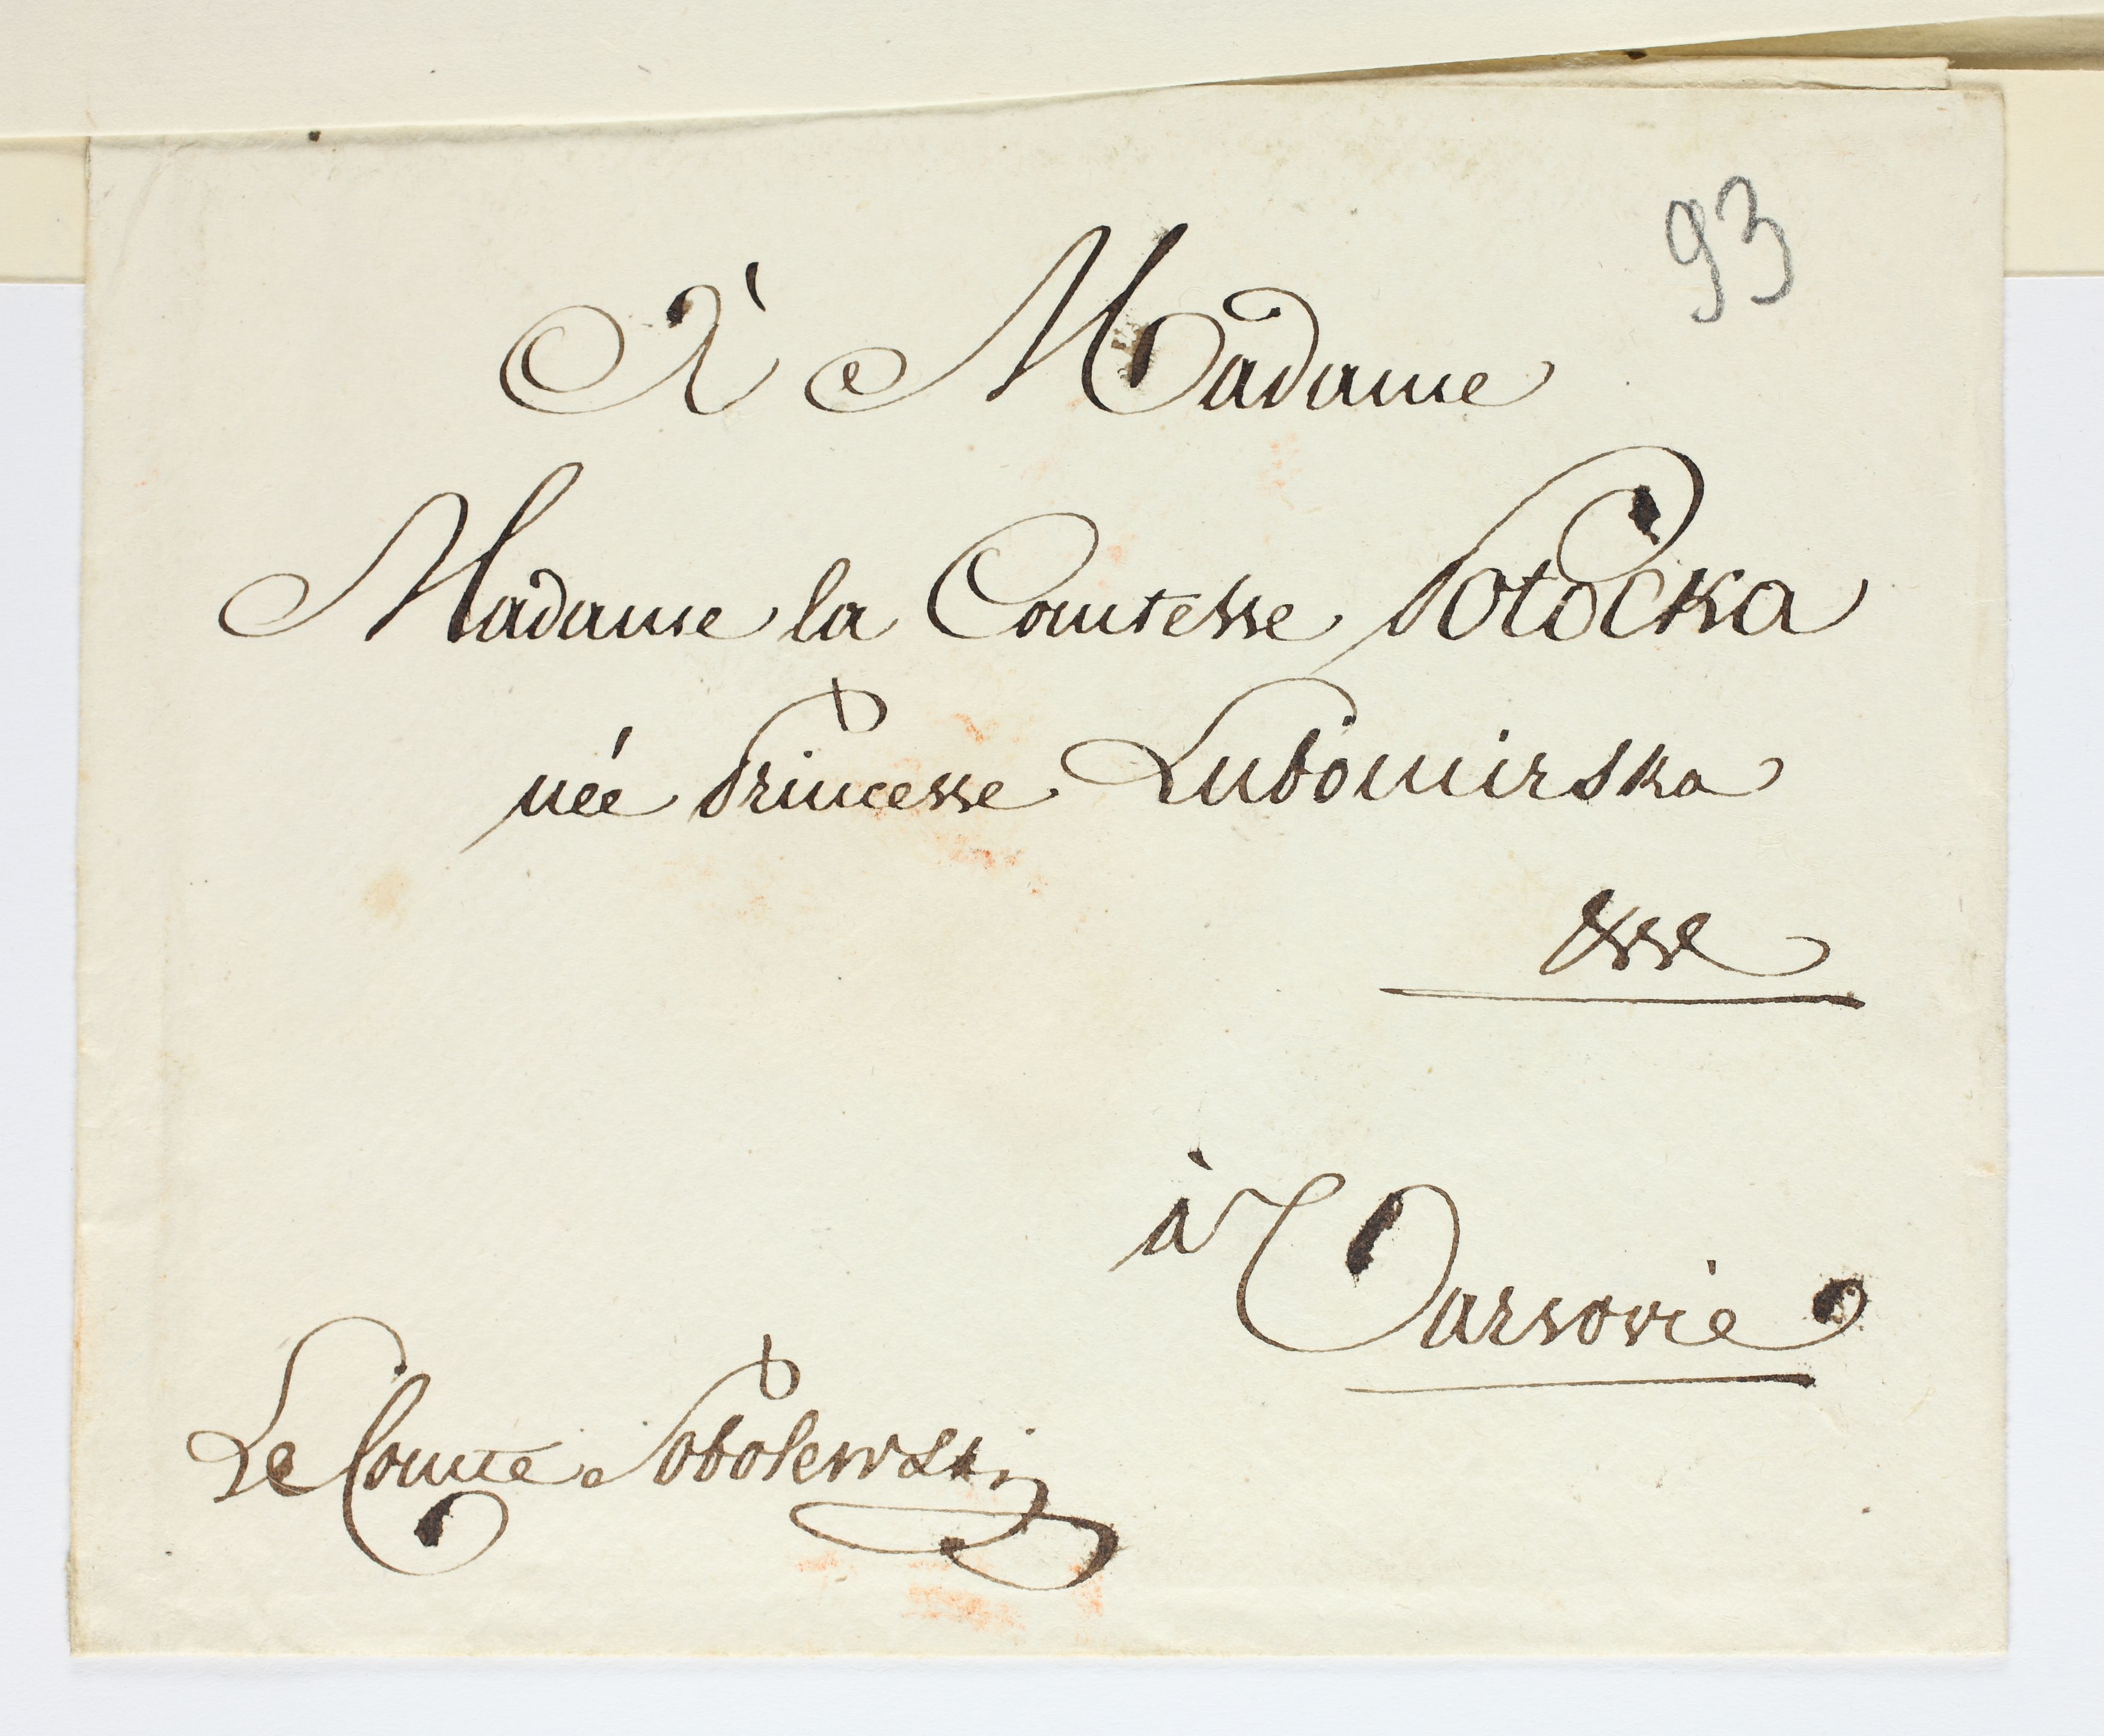 93
à Madame
Madame la Comtesse Potocka
née Princesse Lubomirska
à Varsovie
Le Comte Sobolewski